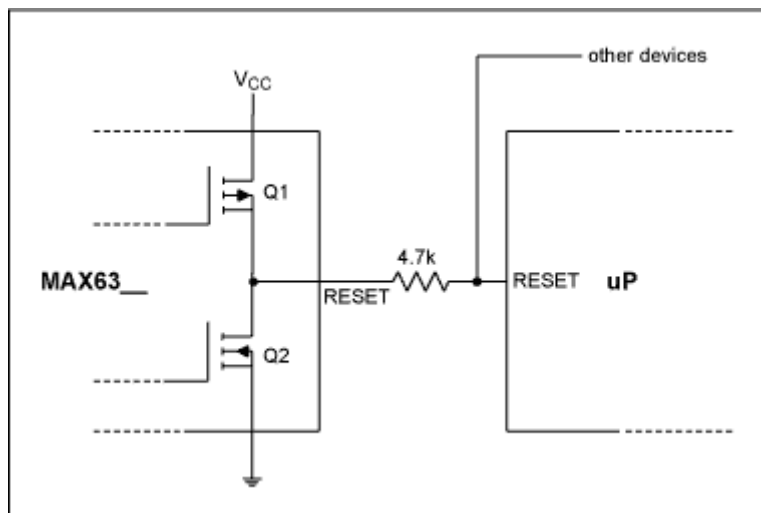 other devices
VCC
Q1
4.7k
MAX63__
RESET
RESET
uP
Q2